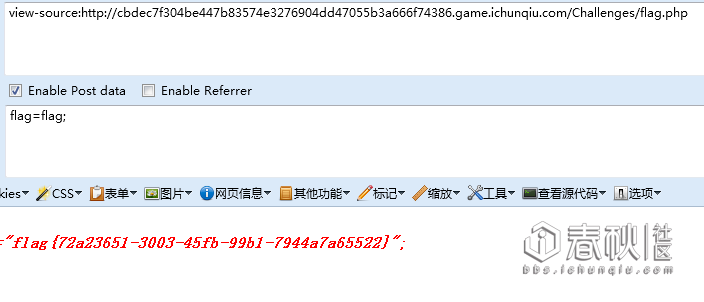 view-source:http://cbdec7f304be447b83574e3276904dd47055b3a666f74386.game.ichunqiu.com/Challenges/flag.php
Enable Post data Enable Referrer
flag=flag;
kies▾ CSS▾ 表单▾ 图片▾ 网页信息▾ 其他功能▾ 标记▾ 缩放▾ 工具▾ 查看源代码▾ 选项▾
="flag{72a23651-3003-45fb-99b1-7944a7a65522}";
春秋社区
bbs.ichunqiu.com